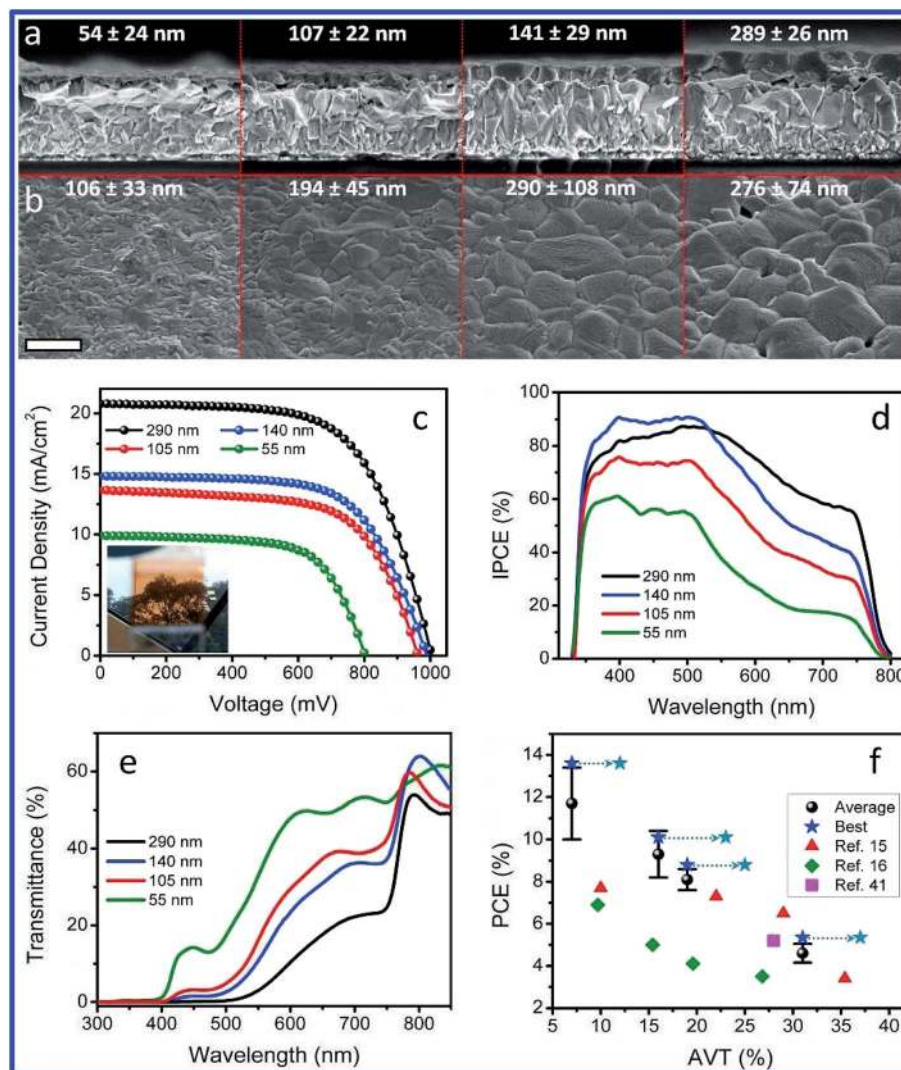 a
54 ± 24 nm 107 ± 22 nm 141 ± 29 nm 289 ± 26 nm
b
106 ± 33 nm 194 ± 45 nm 290 ± 108 nm 276 ± 74 nm
c
Current Density (mA/cm²)
20
15
10
5
0
290 nm 140 nm
105 nm 55 nm
0 200 400 600 800 1000
Voltage (mV)
d
IPCE (%)
100
80
60
40
20
0
290 nm
140 nm
105 nm
55 nm
400 500 600 700 800
Wavelength (nm)
e
Transmittance (%)
60
40
20
0
290 nm
140 nm
105 nm
55 nm
300 400 500 600 700 800
Wavelength (nm)
f
PCE (%)
14
12
10
8
6
4
2
Average
Best
Ref. 15
Ref. 16
Ref. 41
5 10 15 20 25 30 35 40
AVT (%)